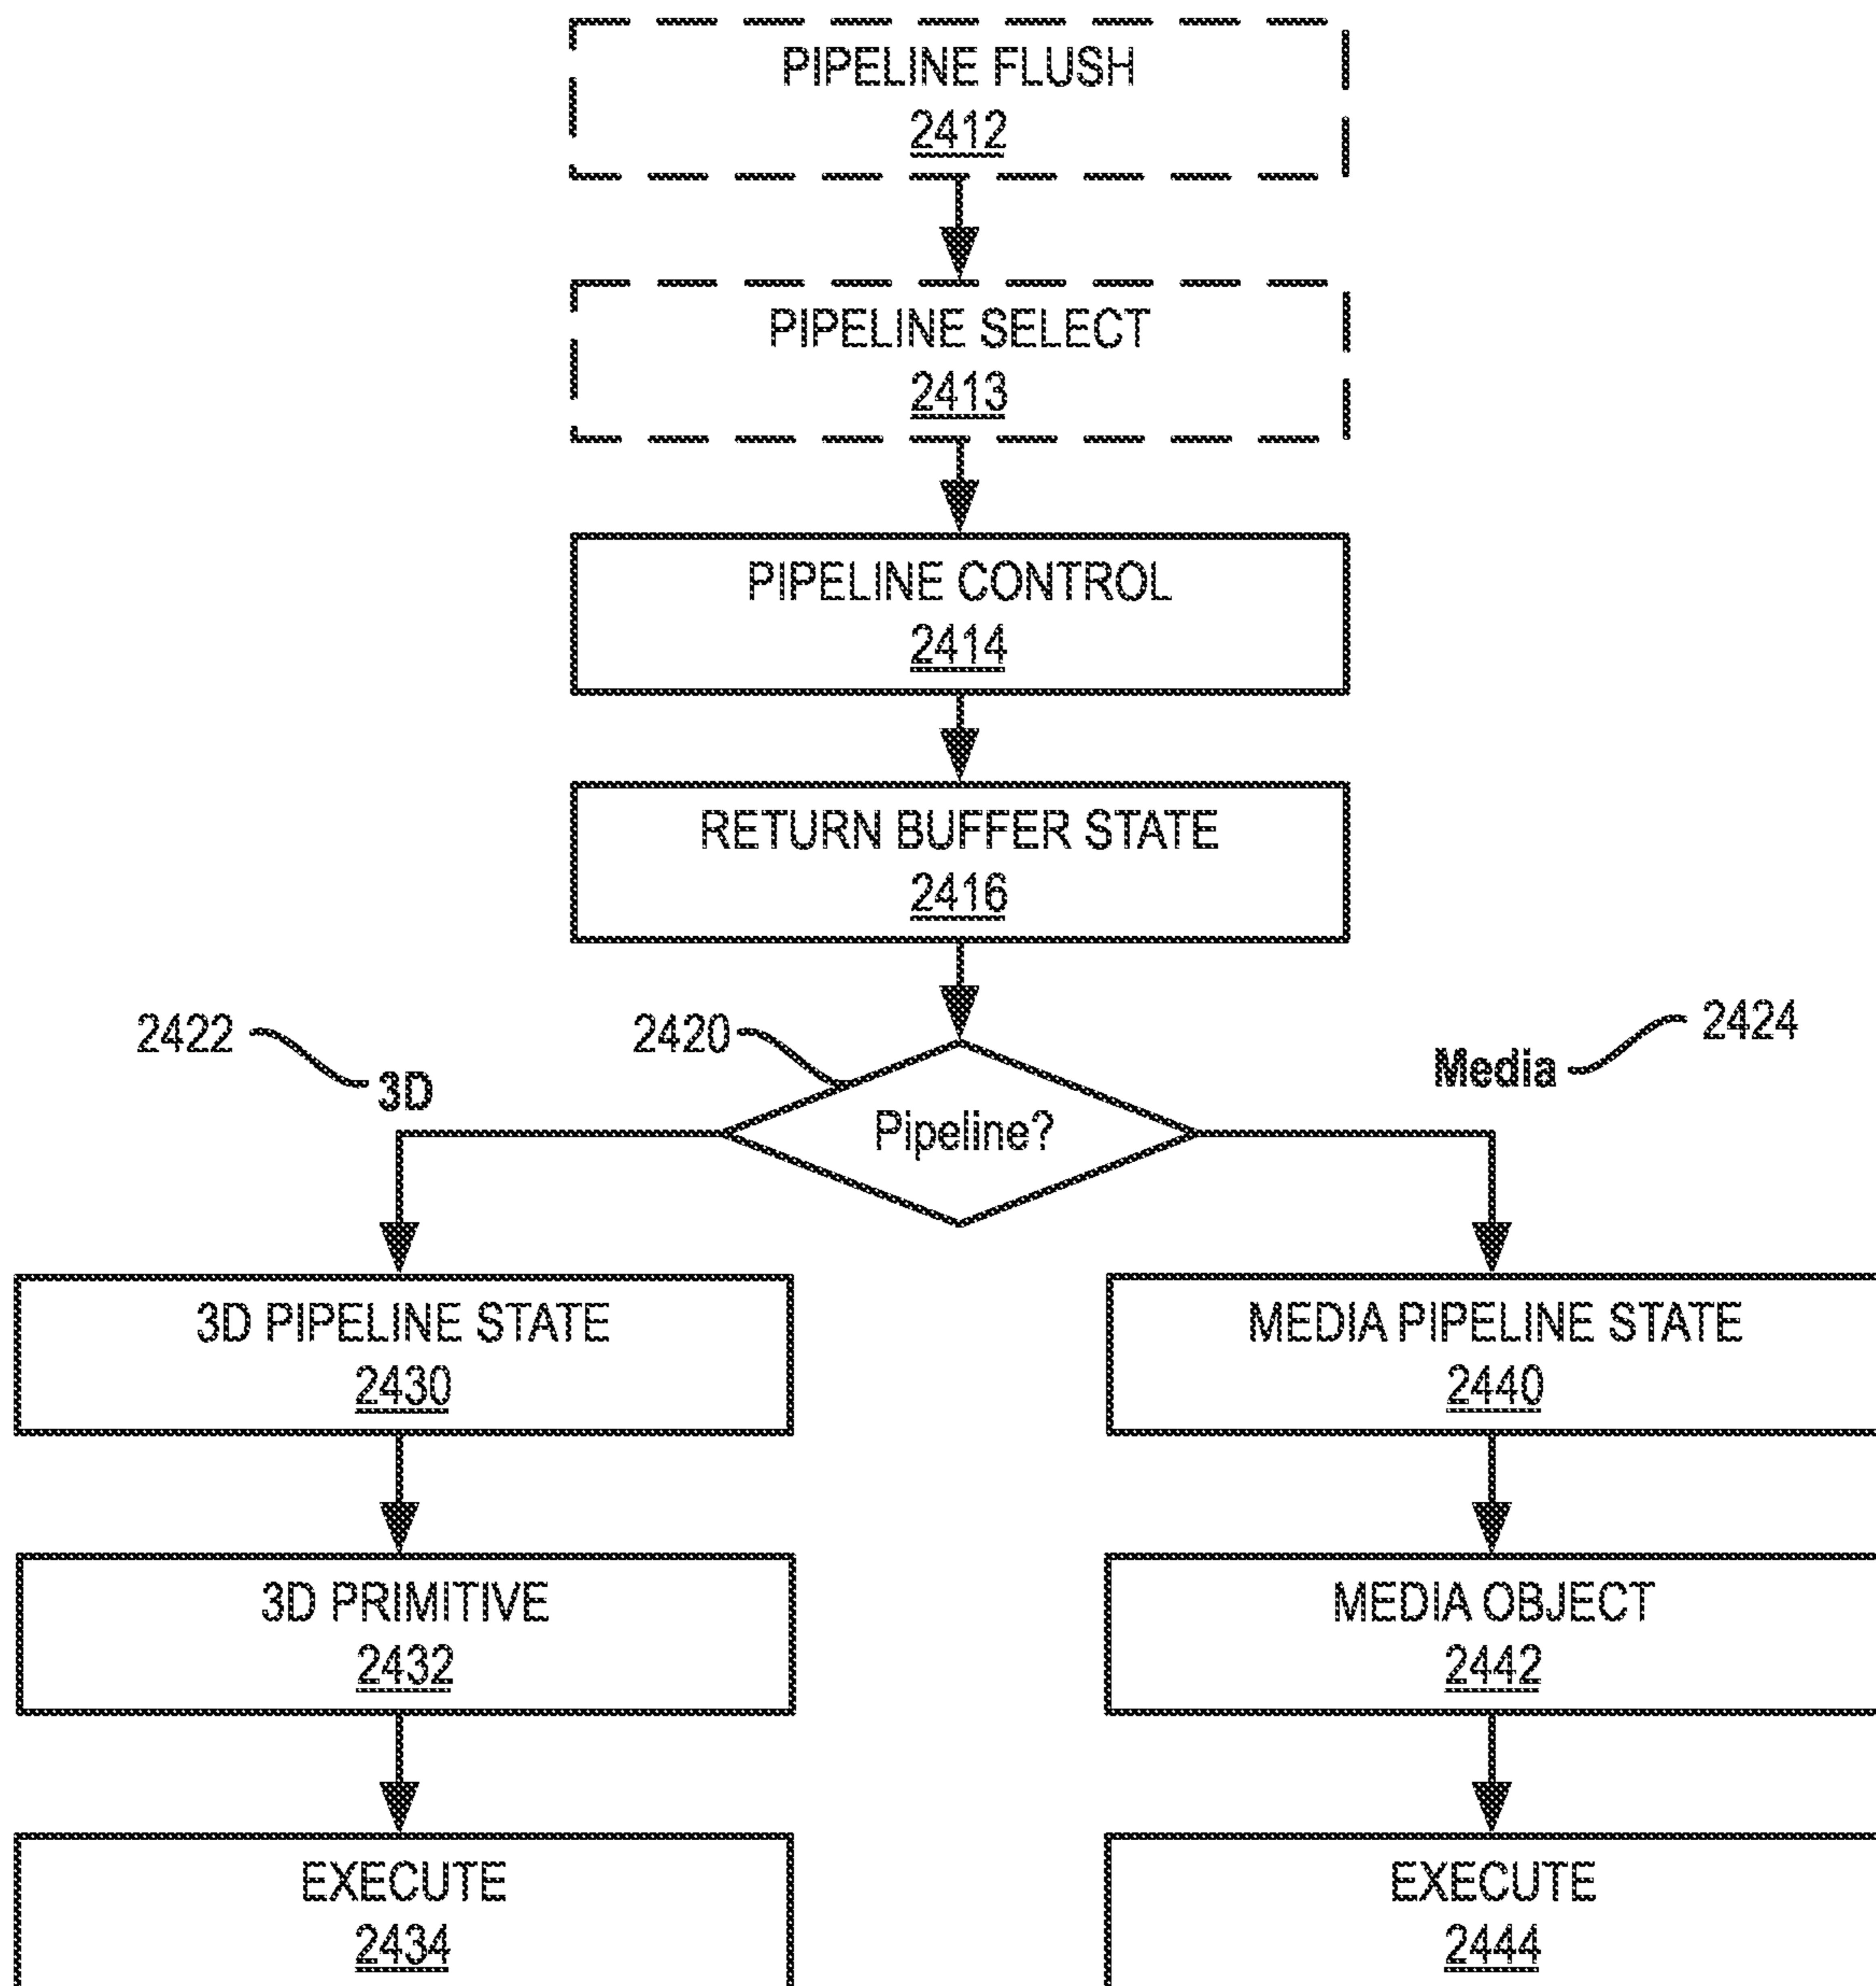 PIPELINE FLUSH
2412
PIPELINE SELECT
2413
PIPELINE CONTROL
2414
RETURN BUFFER STATE
2416
2422
2420
2424
3D
Media
Pipeline?
3D PIPELINE STATE
2430
MEDIA PIPELINE STATE
2440
3D PRIMITIVE
2432
MEDIA OBJECT
2442
EXECUTE
2434
EXECUTE
2444